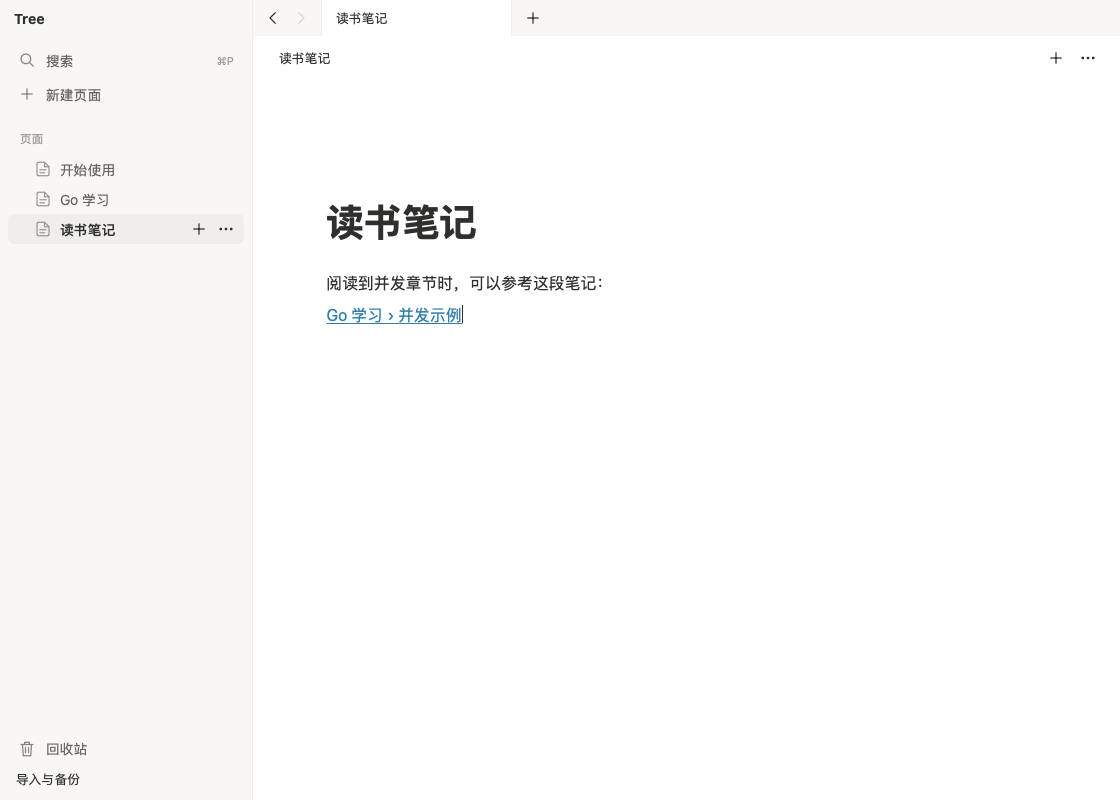 Tree
搜索 ⌘P
新建页面
页面
开始使用
Go 学习
读书笔记
回收站
导入与备份
读书笔记
读书笔记
读书笔记
阅读到并发章节时，可以参考这段笔记：
Go 学习 › 并发示例